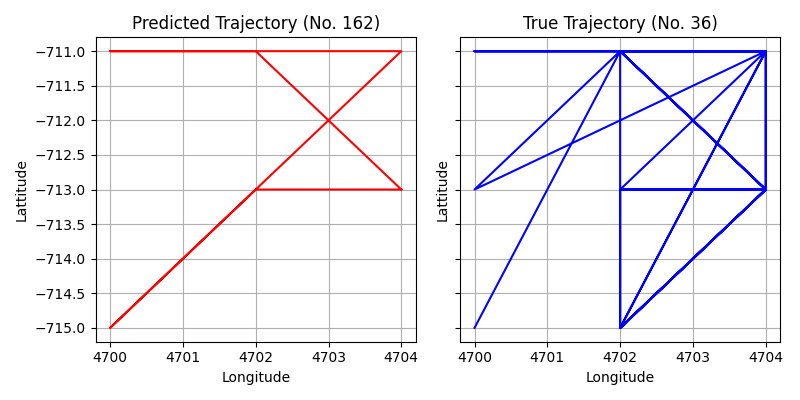 Predicted Trajectory (No. 162)
True Trajectory (No. 36)
−711.0
−711.5
−712.0
−712.5
−713.0
−713.5
−714.0
−714.5
−715.0
Lattitude
Lattitude
4700 4701 4702 4703 4704
4700 4701 4702 4703 4704
Longitude
Longitude